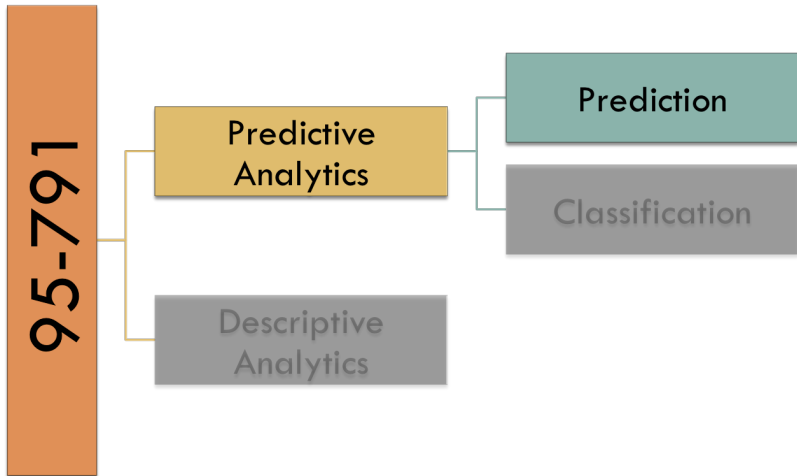 95-791
Predictive
Analytics
Prediction
Classification
Descriptive
Analytics